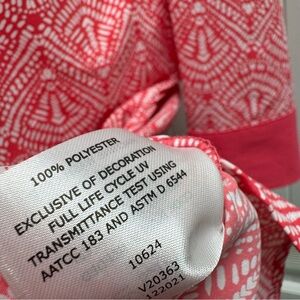 100% POLYESTER
EXCLUSIVE OF DECORATION
FULL LIFE CYCLE UV
TRANSMITTANCE TEST USING
AATCC 183 AND ASTM D 6544
10624
V20363
122021